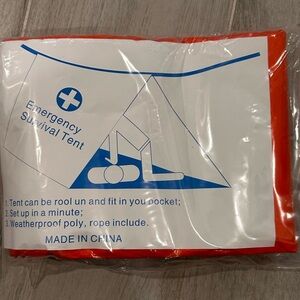 Emergency
Survival Tent
1. Tent can be rool un and fit in you pocket;
2. Set up in a minute;
3. Weatherproof poly, rope include.
MADE IN CHINA